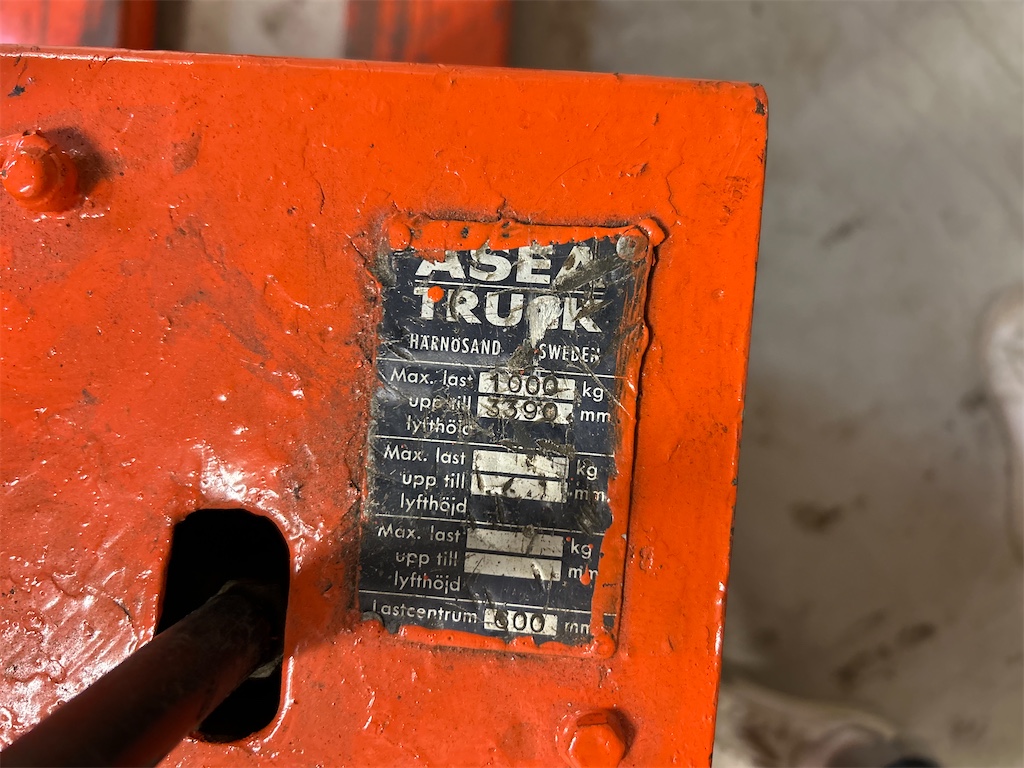 ASEA
TRUCK
HÄRNÖSAND SWEDEN
Max. last 1000 kg
upp till 3390 mm
lyfthöjd
Max. last kg
upp till mm
lyfthöjd
Max. last kg
upp till mm
lyfthöjd
Lastcentrum 600 mm